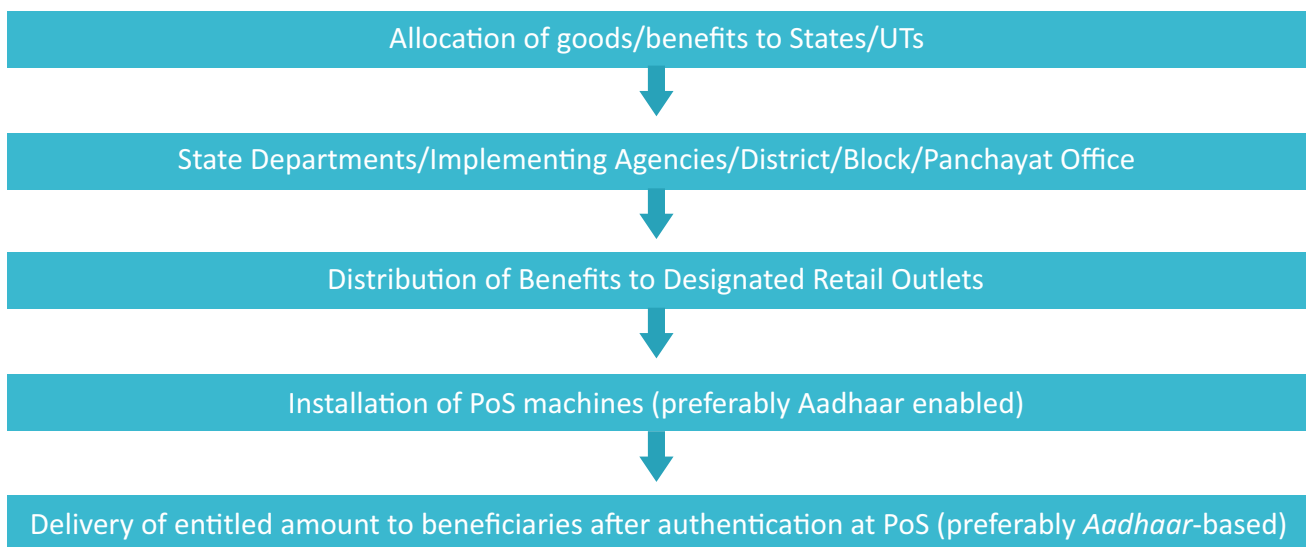 Allocation of goods/benefits to States/UTs
State Departments/Implementing Agencies/District/Block/Panchayat Office
Distribution of Benefits to Designated Retail Outlets
Installation of PoS machines (preferably Aadhaar enabled)
Delivery of entitled amount to beneficiaries after authentication at PoS (preferably Aadhaar-based)